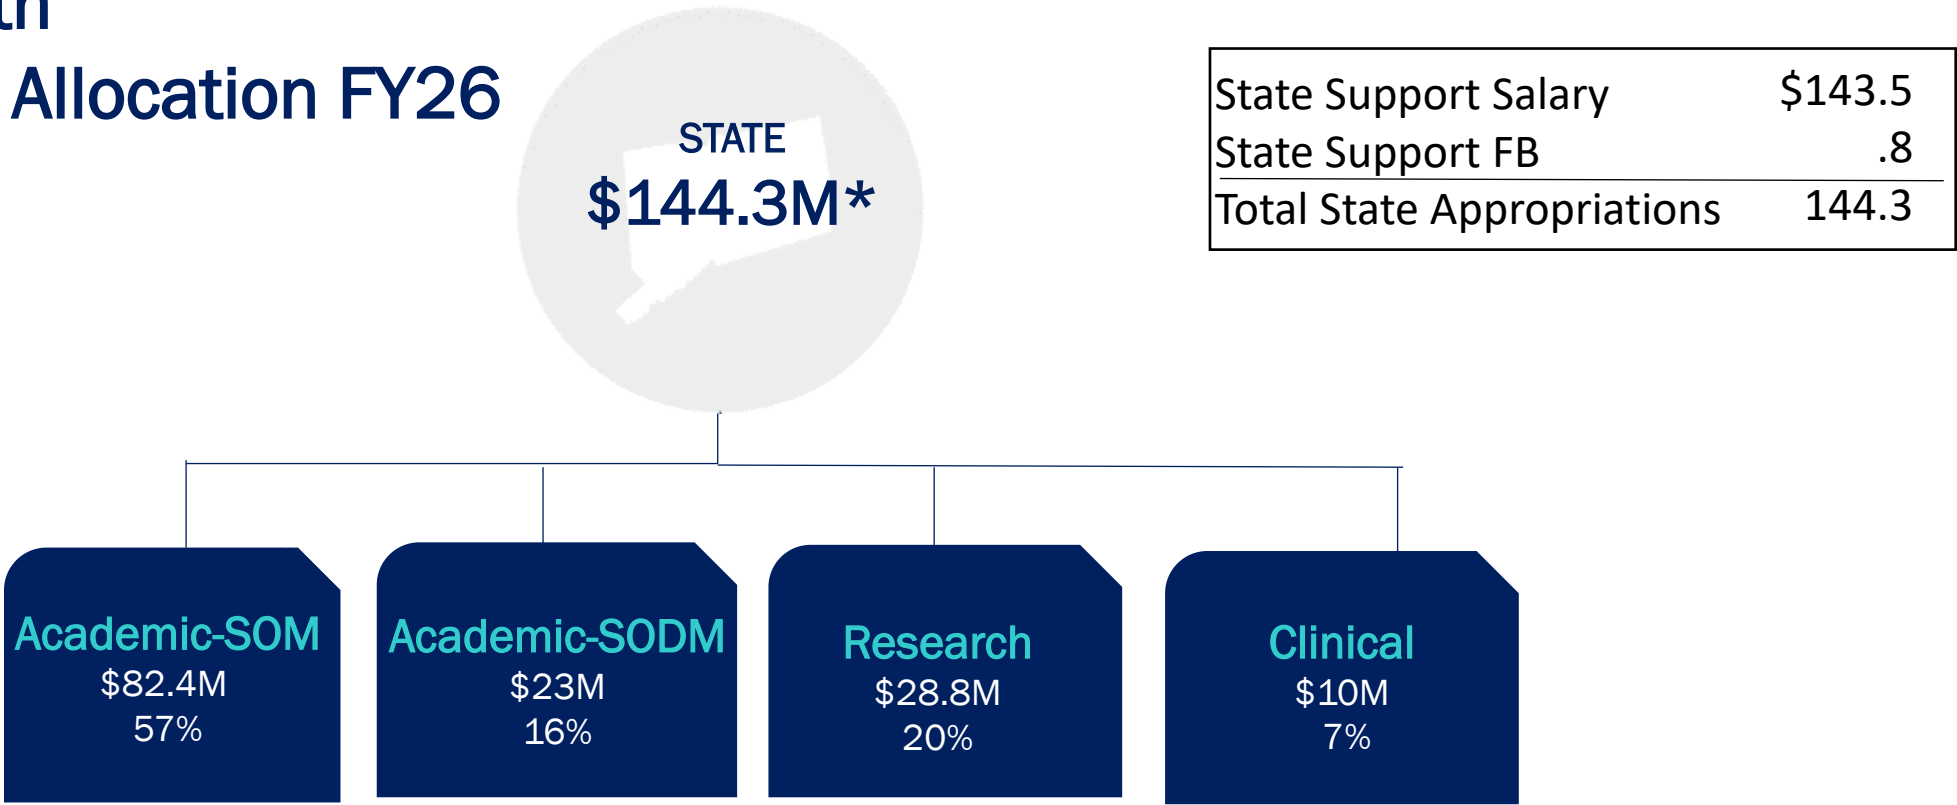 Allocation FY26
STATE
$144.3M*
State Support Salary $143.5
State Support FB .8
Total State Appropriations 144.3
Academic-SOM
$82.4M
57%
Academic-SODM
$23M
16%
Research
$28.8M
20%
Clinical
$10M
7%